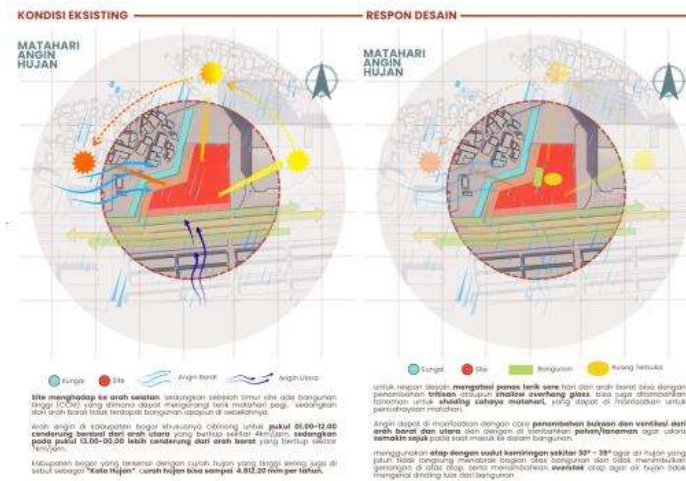 KONDISI EKSISTING
MATAHARI
ANGIN
HUJAN
Sungai
Site
Angin Barat
Angin Utara
Site menghadap ke arah selatan, sedangkan sebelah timur site ada bangunan
tinggi (CCM) yang dimana dapat mengurangi terik matahari pagi, sedangkan
dari arah barat tidak terdapat bangunan apapun di sebelahnya.
Arah angin di kabupaten bogor khususnya cibinong untuk pukul 01.00-12.00
cenderung berasal dari arah utara yang bertiup sekitar 4km/jam, sedangkan
pada pukul 13.00-00.00 lebih cenderung dari arah barat yang bertiup sekitar
7km/jam.
Kabupaten bogor yang terkenal dengan curah hujan yang tinggi sering juga di
sebut sebagai "Kota Hujan" curah hujan bisa sampai 4.812.20 mm per tahun.
RESPON DESAIN
MATAHARI
ANGIN
HUJAN
Sungai
Site
Bangunan
Ruang Terbuka
untuk respon desain mengatasi panas terik sore hari dari arah barat bisa dengan
penambahan tritisan ataupun shallow overhang glass bisa juga ditambahkan
tanaman untuk shading cahaya matahari, yang dapat di manfaatkan untuk
pencahayaan matahari.
Angin dapat di manfaatkan dengan cara penambahan bukaan dan ventilasi dari
arah barat dan utara dan dengan di tambahkan pohon/tanaman agar udara
semakin sejuk pada saat masuk ke dalam bangunan.
menggunakan atap dengan sudut kemiringan sekitar 30° - 35° agar air hujan yang
jatuh tidak langsung menabrak bagian atas bangunan dan tidak menimbulkan
genangan di atas atap, serta menambahkan overstek atap agar air hujan tidak
mengenai dinding luar dari bangunan